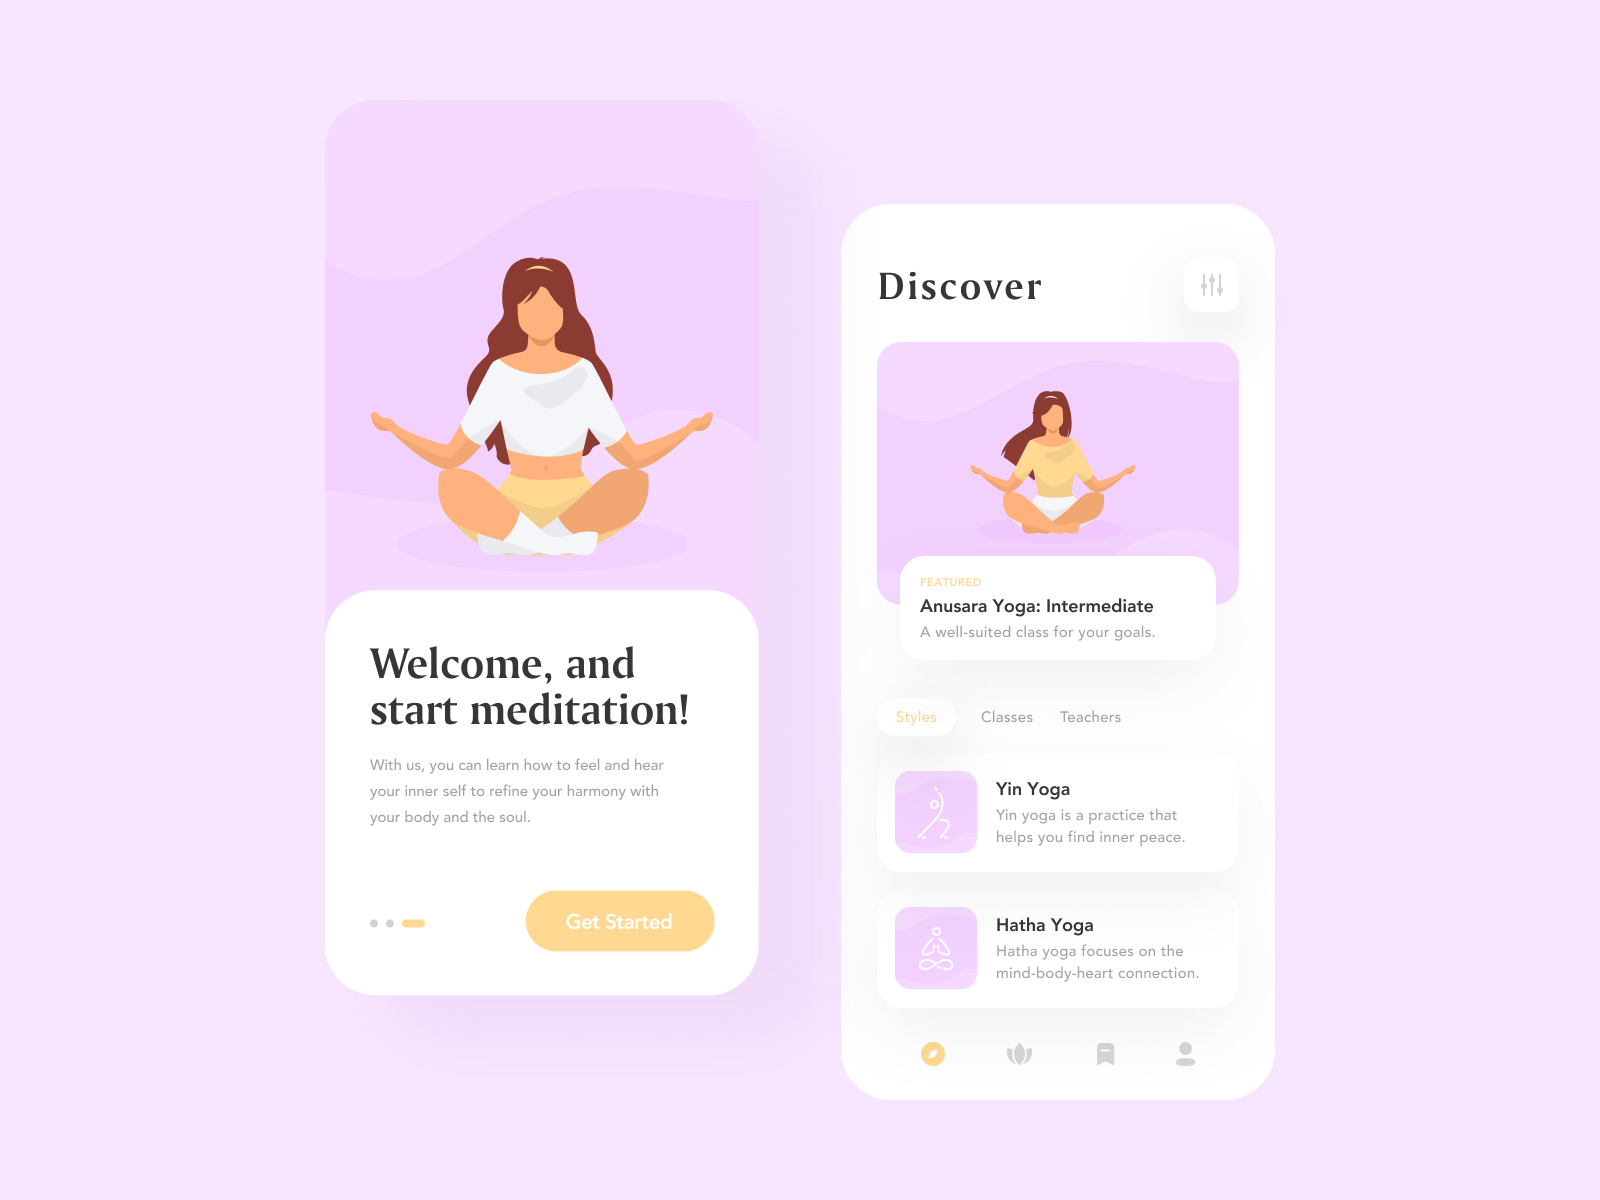 Welcome, and
start meditation!
With us, you can learn how to feel and hear
your inner self to refine your harmony with
your body and the soul.
Get Started
Discover
FEATURED
Anusara Yoga: Intermediate
A well-suited class for your goals.
Styles Classes Teachers
Yin Yoga
Yin yoga is a practice that
helps you find inner peace.
Hatha Yoga
Hatha yoga focuses on the
mind-body-heart connection.